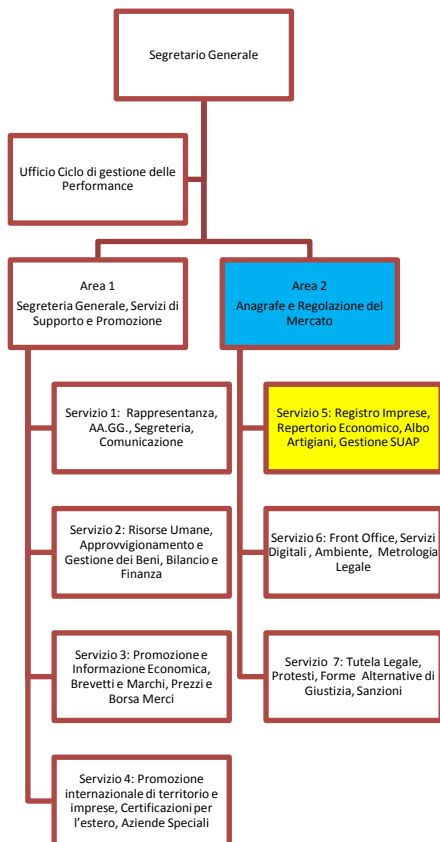 Segretario Generale
Ufficio Ciclo di gestione delle
Performance
Area 1
Segreteria Generale, Servizi di
Supporto e Promozione
Area 2
Anagrafe e Regolazione del
Mercato
Servizio 1: Rappresentanza,
AA.GG., Segreteria,
Comunicazione
Servizio 5: Registro Imprese,
Repertorio Economico, Albo
Artigiani, Gestione SUAP
Servizio 2: Risorse Umane,
Approvvigionamento e
Gestione dei Beni, Bilancio e
Finanza
Servizio 6: Front Office, Servizi
Digitali , Ambiente, Metrologia
Legale
Servizio 3: Promozione e
Informazione Economica,
Brevetti e Marchi, Prezzi e
Borsa Merci
Servizio 7: Tutela Legale,
Protesti, Forme Alternative di
Giustizia, Sanzioni
Servizio 4: Promozione
internazionale di territorio e
imprese, Certificazioni per
l'estero, Aziende Speciali